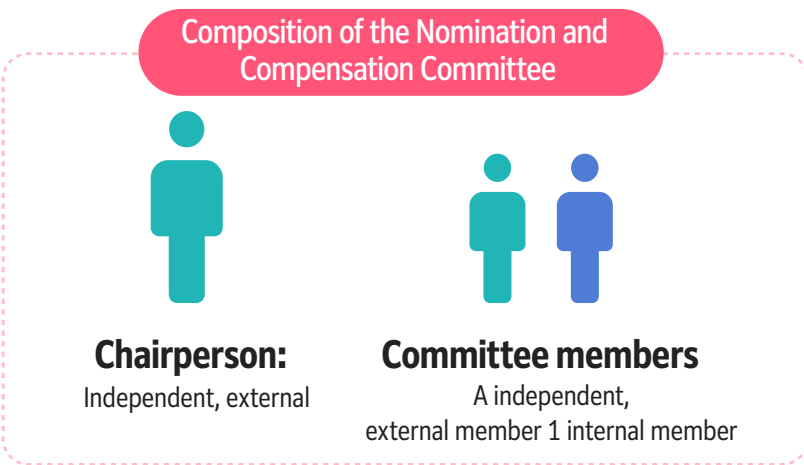 Composition of the Nomination and
Compensation Committee
Chairperson:
Independent, external
Committee members
A independent,
external member 1 internal member